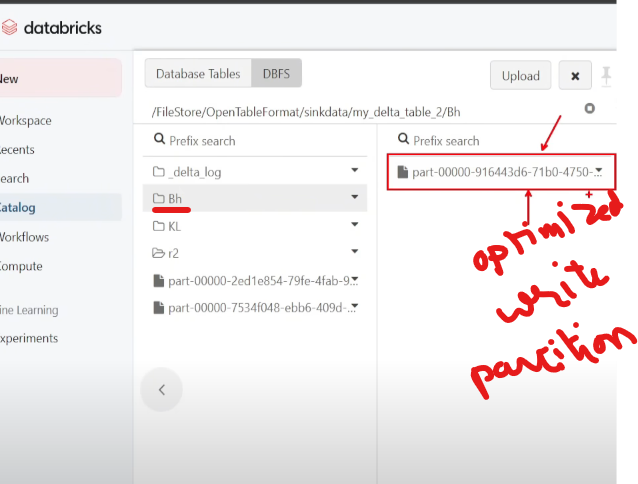 databricks
New
Workspace
Recents
Search
Catalog
Workflows
Compute
ine Learning
Experiments
Database Tables
DBFS
Upload
/FileStore/OpenTableFormat/sinkdata/my_delta_table_2/Bh
Prefix search
_delta_log
Bh
KL
r2
part-00000-2ed1e854-79fe-4fab-9...
part-00000-7534f048-ebb6-409d-...
Prefix search
part-00000-916443d6-71b0-4750-...
optimized
write
partition